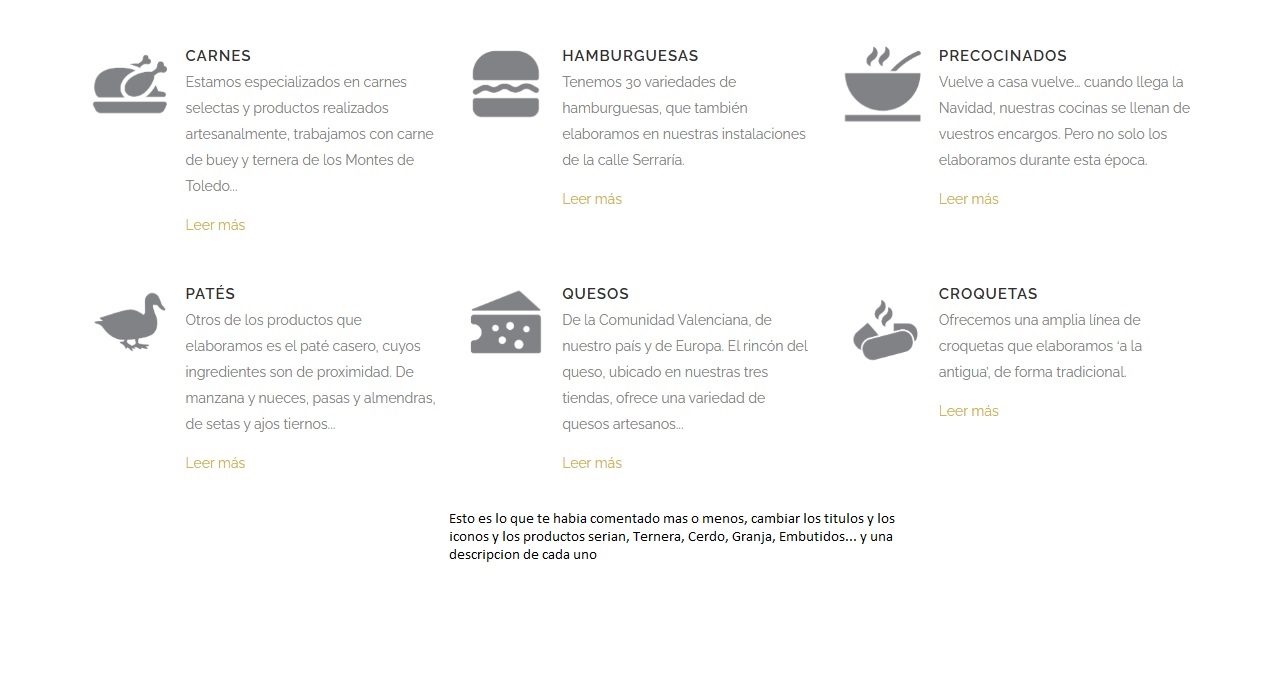 CARNES
Estamos especializados en carnes
selectas y productos realizados
artesanalmente, trabajamos con carne
de buey y ternera de los Montes de
Toledo...
Leer más
HAMBURGUESAS
Tenemos 30 variedades de
hamburguesas, que también
elaboramos en nuestras instalaciones
de la calle Serraría.
Leer más
PRECOCINADOS
Vuelve a casa vuelve... cuando llega la
Navidad, nuestras cocinas se llenan de
vuestros encargos. Pero no solo los
elaboramos durante esta época.
Leer más
PATÉS
Otros de los productos que
elaboramos es el paté casero, cuyos
ingredientes son de proximidad. De
manzana y nueces, pasas y almendras,
de setas y ajos tiernos...
Leer más
QUESOS
De la Comunidad Valenciana, de
nuestro país y de Europa. El rincón del
queso, ubicado en nuestras tres
tiendas, ofrece una variedad de
quesos artesanos...
Leer más
CROQUETAS
Ofrecemos una amplia línea de
croquetas que elaboramos ‘a la
antigua’, de forma tradicional.
Leer más
Esto es lo que te habia comentado mas o menos, cambiar los titulos y los
iconos y los productos serian, Ternera, Cerdo, Granja, Embutidos... y una
descripcion de cada uno